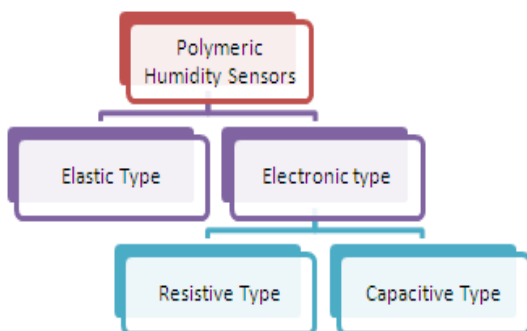 Polymeric
Humidity Sensors
Elastic Type
Electronic type
Resistive Type
Capacitive Type